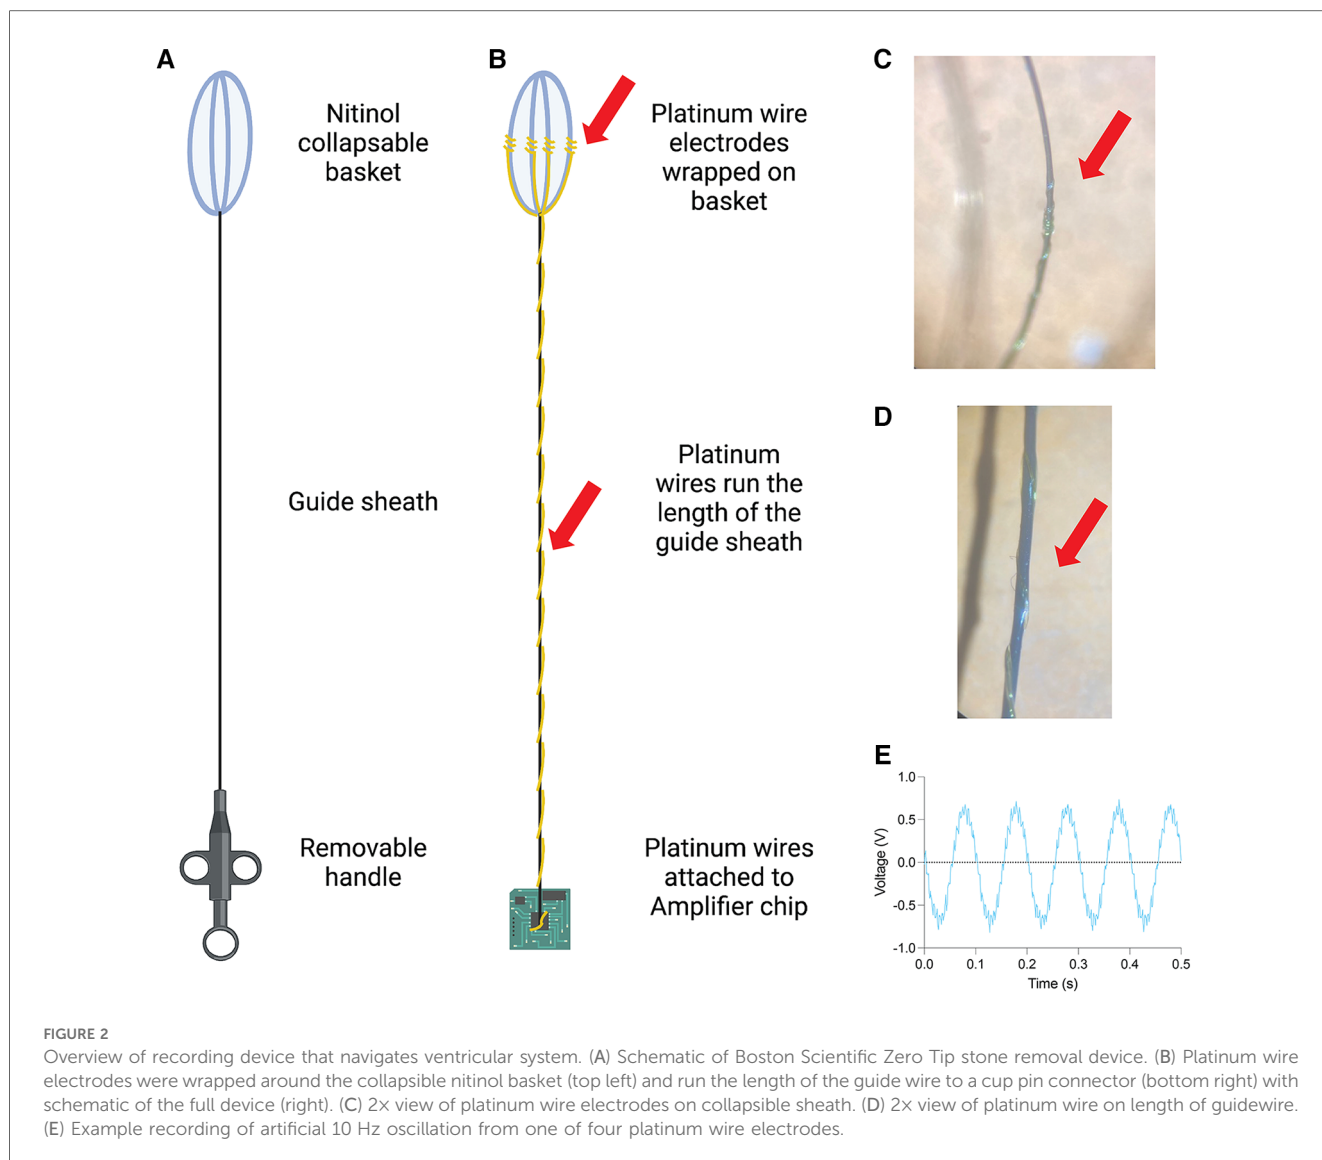 A
Nitinol
collapsable
basket
Guide sheath
Removable
handle
B
Platinum wire
electrodes
wrapped on
basket
Platinum
wires run the
length of the
guide sheath
Platinum wires
attached to
Amplifier chip
C
D
E
1.0
0.5
0.0
-0.5
-1.0
Voltage (V)
0.0 0.1 0.2 0.3 0.4 0.5
Time (s)
FIGURE 2
Overview of recording device that navigates ventricular system. (A) Schematic of Boston Scientific Zero Tip stone removal device. (B) Platinum wire
electrodes were wrapped around the collapsible nitinol basket (top left) and run the length of the guide wire to a cup pin connector (bottom right) with
schematic of the full device (right). (C) 2× view of platinum wire electrodes on collapsible sheath. (D) 2× view of platinum wire on length of guidewire.
(E) Example recording of artificial 10 Hz oscillation from one of four platinum wire electrodes.